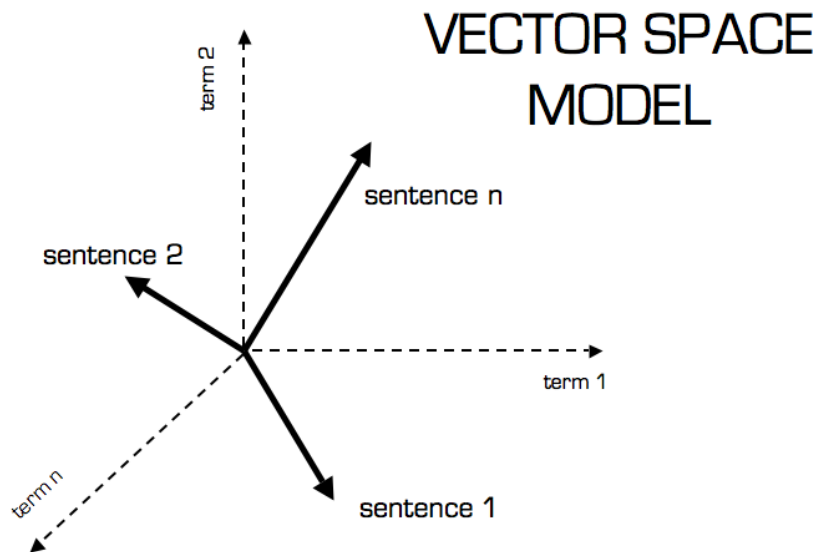 VECTOR SPACE
MODEL
term 2
sentence n
sentence 2
term 1
term n
sentence 1